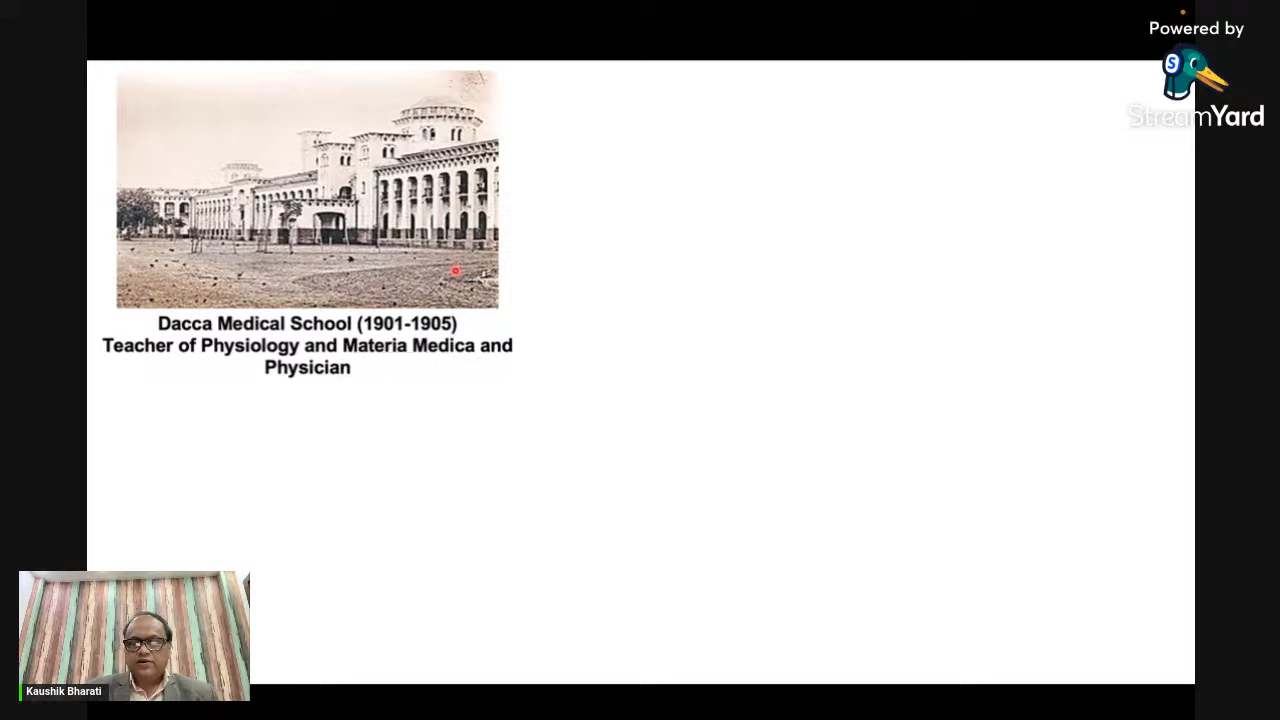 Powered by
StreamYard
Dacca Medical School (1901-1905)
Teacher of Physiology and Materia Medica and
Physician
Kaushik Bharati